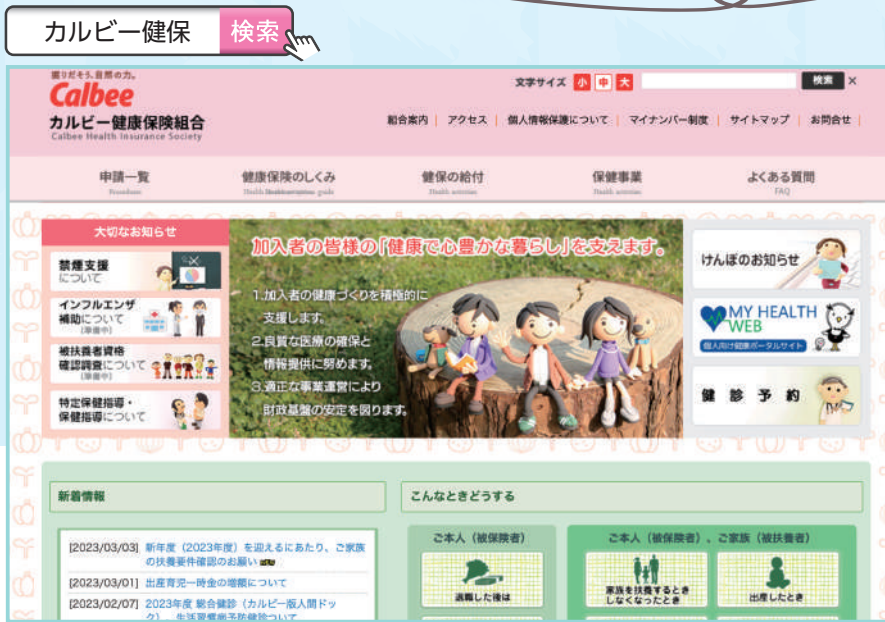 カルビー健保 検索
掘りだそう、自然の力。
Calbee
カルビー健康保険組合
Calbee Health Insurance Society
文字サイズ 小 中 大 検索 ×
組合案内 | アクセス | 個人情報保護について | マイナンバー制度 | サイトマップ | お問合せ |
申請一覧 健康保険のしくみ 健保の給付 保健事業 よくある質問
Procedures Health guide Health activities Health activities FAQ
大切なお知らせ
禁煙支援
について
インフルエンザ
補助について
(準備中)
被扶養者資格
確認調査について
(準備中)
特定保健指導・
保健指導について
加入者の皆様の「健康で心豊かな暮らし」を支えます。
1.加入者の健康づくりを積極的に
支援します。
2.良質な医療の確保と
情報提供に努めます。
3.適正な事業運営により
財政基盤の安定を図ります。
けんぽのお知らせ
MY HEALTH
WEB
個人向け健康ポータルサイト
健診予約
新着情報
[2023/03/03] 新年度（2023年度）を迎えるにあたり、ご家族
の扶養要件確認のお願い NEW
[2023/03/01] 出産育児一時金の増額について
[2023/02/07] 2023年度 総合健診（カルビー版人間ドッ
ク）、生活習慣病予防健診ついて
こんなときどうする
ご本人（被保険者）
退職した後は
ご本人（被保険者）、ご家族（被扶養者）
家族を扶養するとき
しなくなったとき
出産したとき